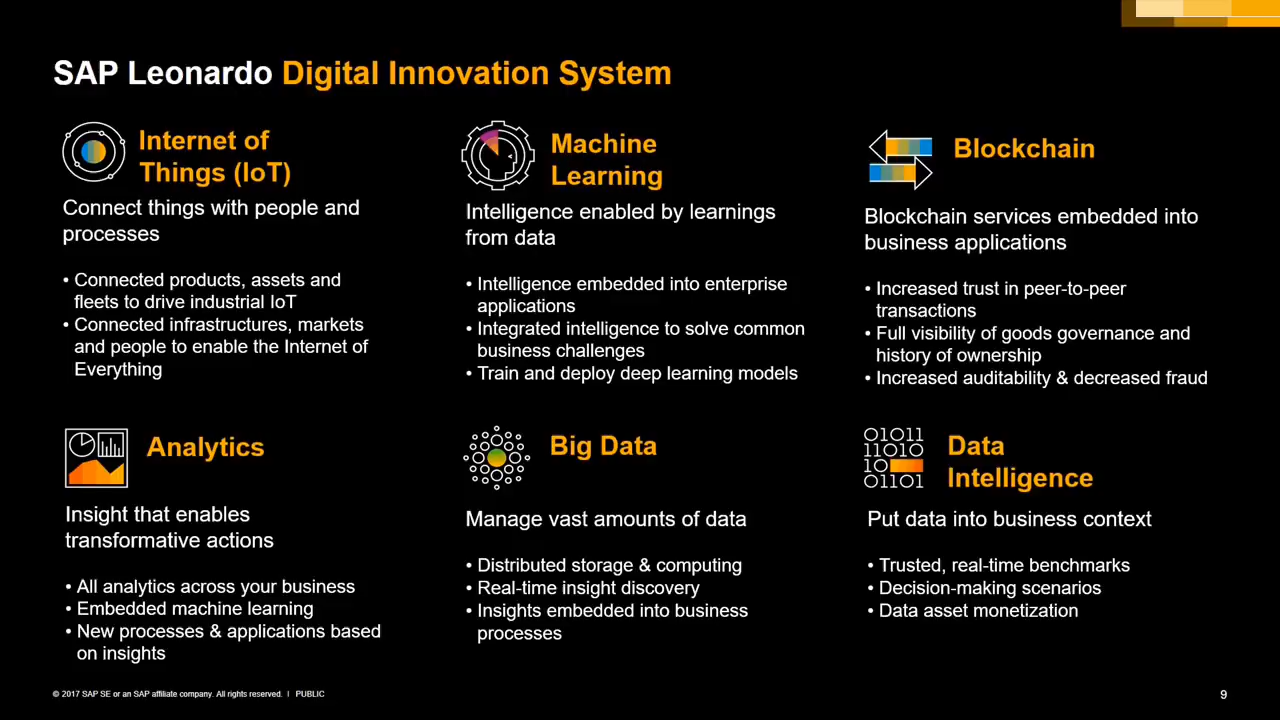 SAP Leonardo Digital Innovation System
Internet of
Things (IoT)
Connect things with people and
processes
• Connected products, assets and
fleets to drive industrial IoT
• Connected infrastructures, markets
and people to enable the Internet of
Everything
Machine
Learning
Intelligence enabled by learnings
from data
• Intelligence embedded into enterprise
applications
• Integrated intelligence to solve common
business challenges
• Train and deploy deep learning models
Blockchain
Blockchain services embedded into
business applications
• Increased trust in peer-to-peer
transactions
• Full visibility of goods governance and
history of ownership
• Increased auditability & decreased fraud
Analytics
Insight that enables
transformative actions
• All analytics across your business
• Embedded machine learning
• New processes & applications based
on insights
Big Data
Manage vast amounts of data
• Distributed storage & computing
• Real-time insight discovery
• Insights embedded into business
processes
01011
11010
10
01101
Data
Intelligence
Put data into business context
• Trusted, real-time benchmarks
• Decision-making scenarios
• Data asset monetization
© 2017 SAP SE or an SAP affiliate company. All rights reserved. | PUBLIC
9